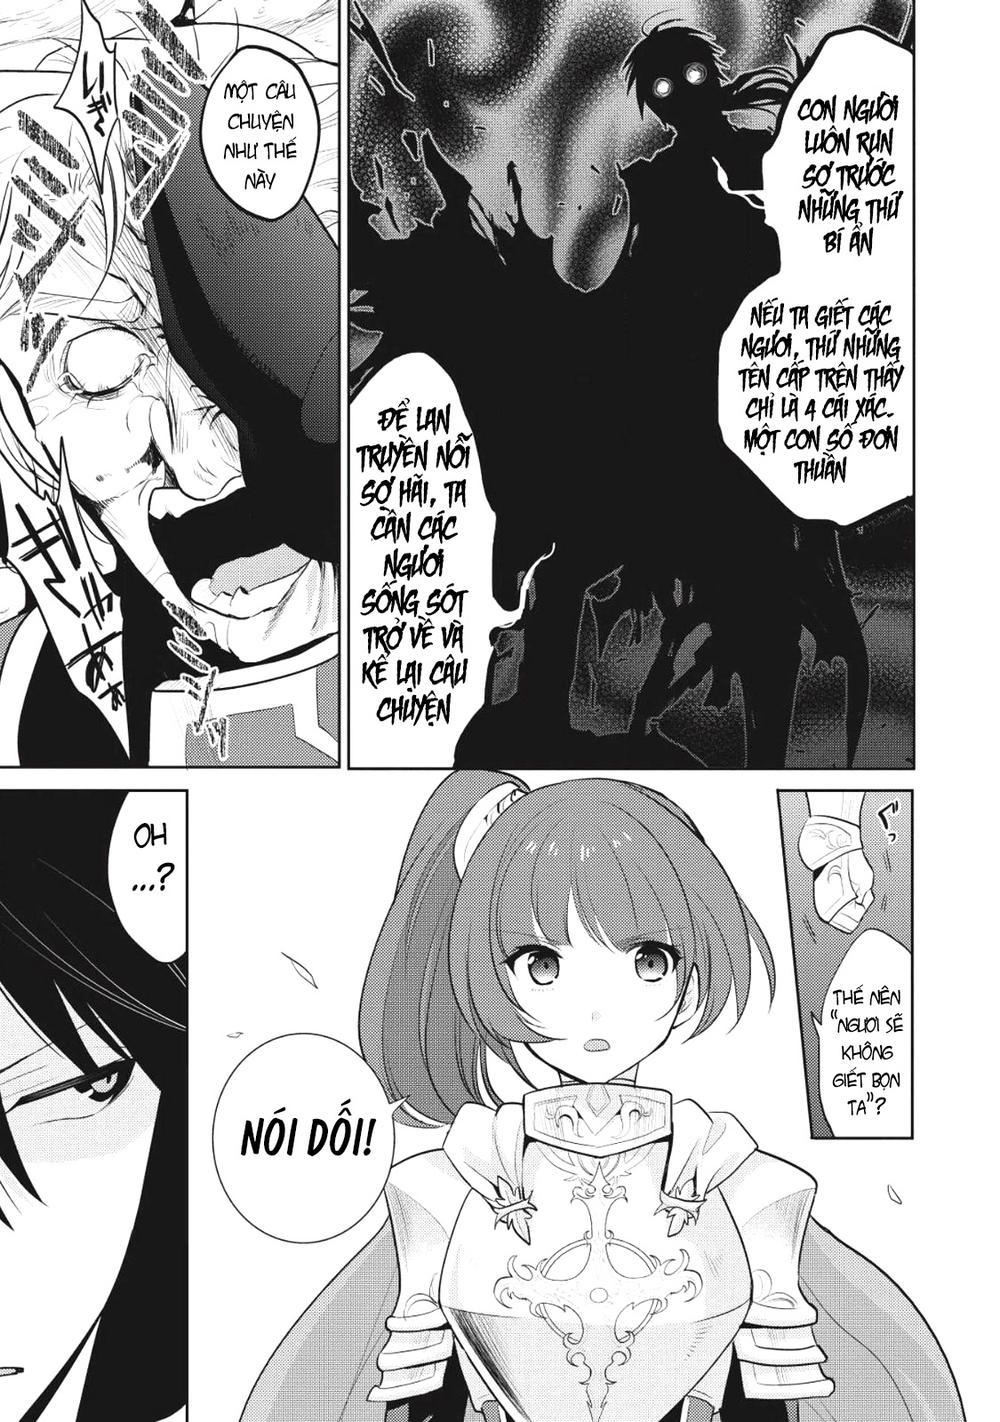 CON NGƯỜI
LUÔN RUN
SỢ TRƯỚC
NHỮNG THỨ
BÍ ẨN
NẾU TA GIẾT CÁC
NGƯƠI, THỨ NHỮNG
TÊN CẤP TRÊN THẤY
CHỈ LÀ 4 CÁI XÁC.
MỘT CON SỐ ĐƠN
THUẦN
ĐỂ LAN
TRUYỀN NỖI
SỢ HÃI, TA
CẦN CÁC
NGƯƠI
SỐNG SÓT
TRỞ VỀ VÀ
KỂ LẠI CÂU
CHUYỆN
MỘT CÂU
CHUYỆN
NHƯ THẾ
NÀY
THẾ NÊN
"NGƯƠI SẼ
KHÔNG
GIẾT BỌN
TA"?
NÓI DỐI!
OH
...?